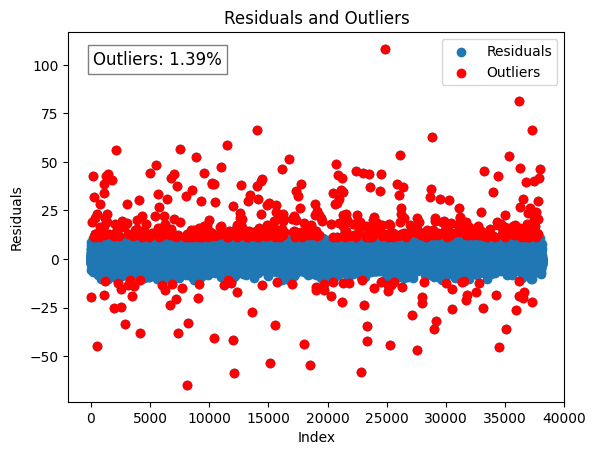 Residuals and Outliers
Outliers: 1.39%
Residuals
Outliers
100
75
50
25
0
−25
−50
Residuals
0
5000
10000
15000
20000
25000
30000
35000
40000
Index